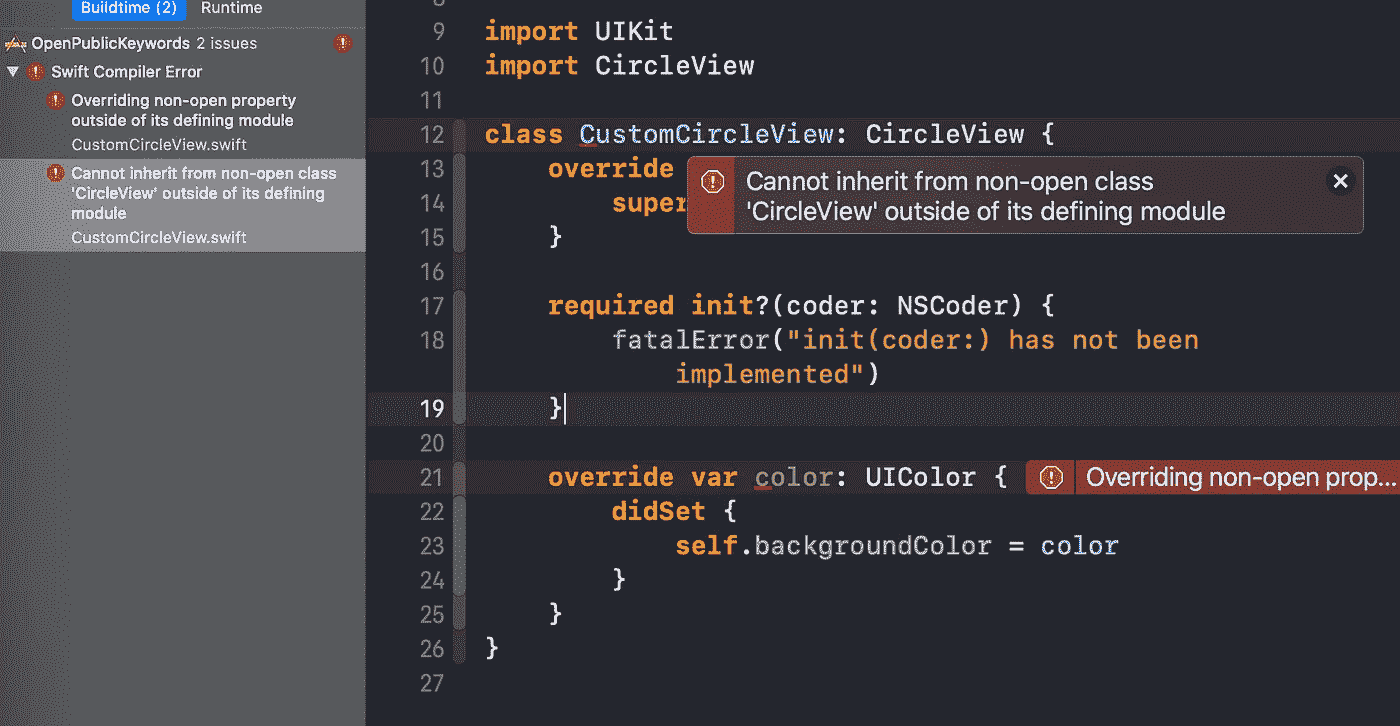 Buildtime (2) Runtime
OpenPublicKeywords 2 issues
Swift Compiler Error
Overriding non-open property
outside of its defining module
CustomCircleView.swift
Cannot inherit from non-open class
'CircleView' outside of its defining
module
CustomCircleView.swift
9 import UIKit
10 import CircleView
11
12 class CustomCircleView: CircleView {
13 override
14 super
15 }
Cannot inherit from non-open class
'CircleView' outside of its defining module
16
17 required init?(coder: NSCoder) {
18 fatalError("init(coder:) has not been
implemented")
19 }
20
21 override var color: UIColor { Overriding non-open prop...
22 didSet {
23 self.backgroundColor = color
24 }
25 }
26 }
27